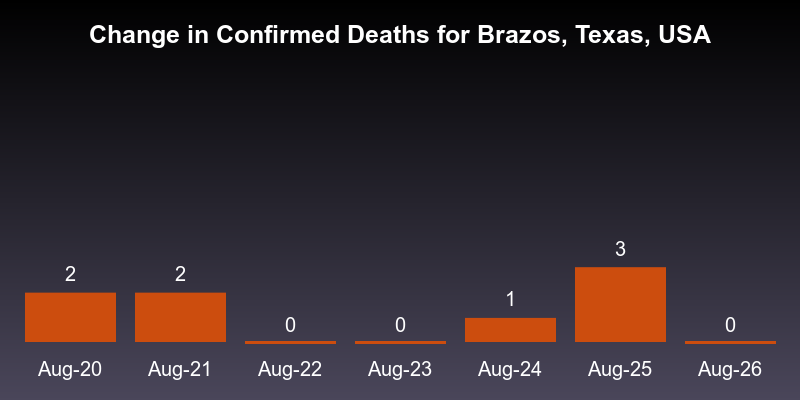 Change in Confirmed Deaths for Brazos, Texas, USA
3
2 2
1
0 0 0
Aug-20 Aug-21 Aug-22 Aug-23 Aug-24 Aug-25 Aug-26